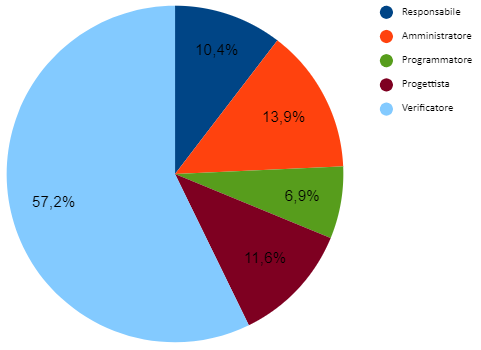 Responsabile
Amministratore
Programmatore
Progettista
Verificatore
10,4%
13,9%
6,9%
11,6%
57,2%